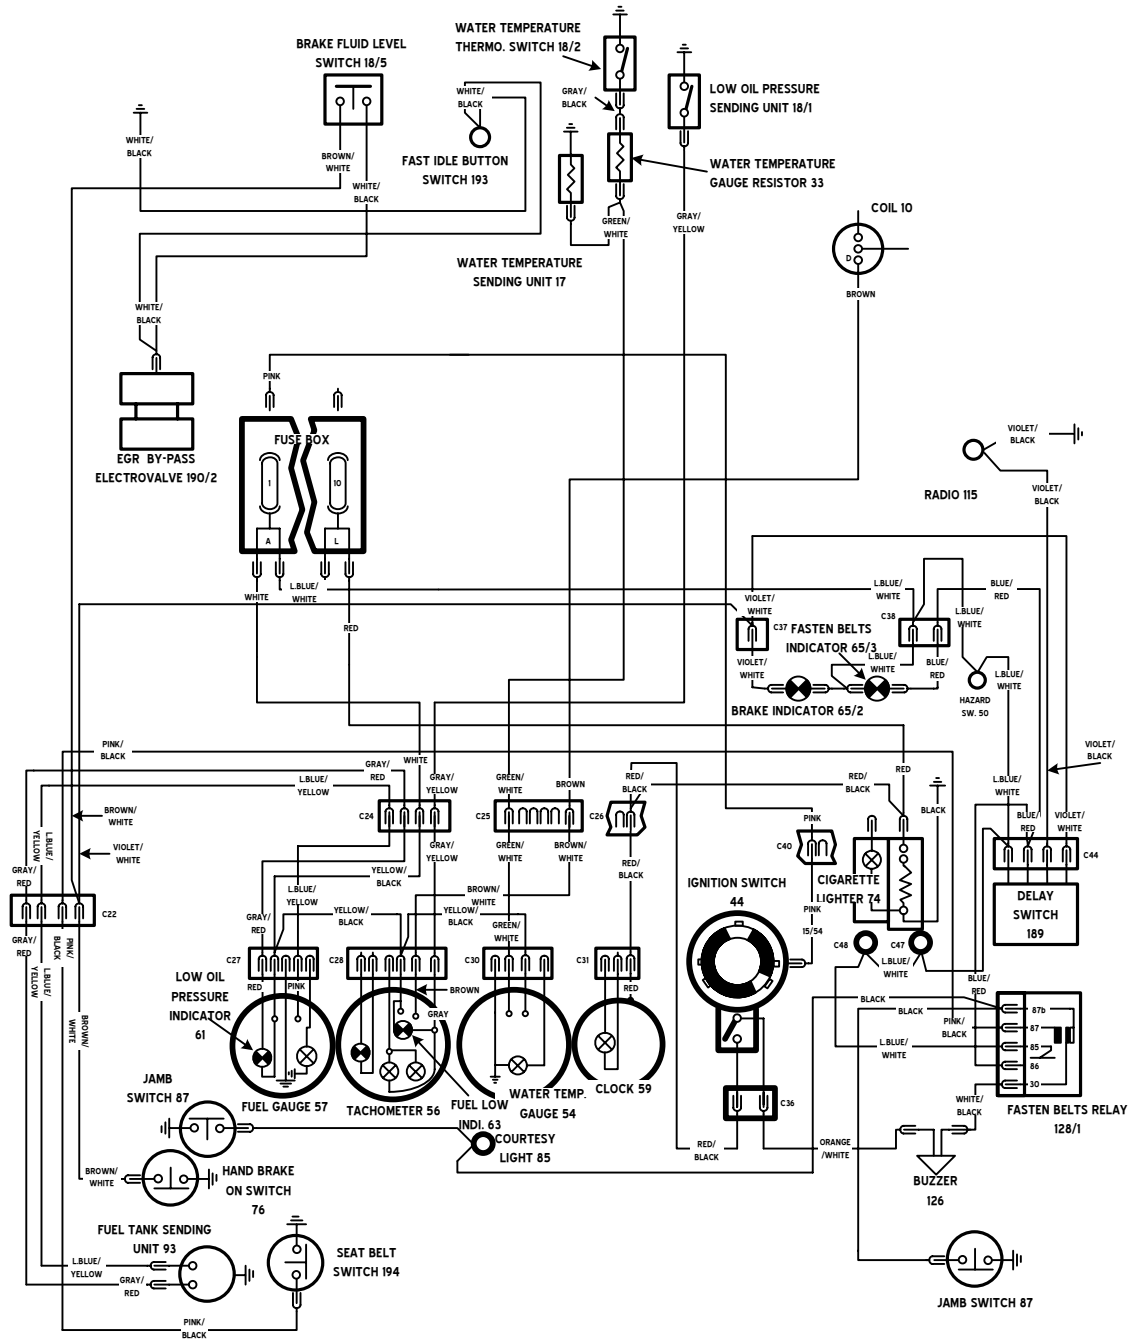 WATER TEMPERATURE
THERMO. SWITCH 18/2
BRAKE FLUID LEVEL
SWITCH 18/5
WHITE/
BLACK
GRAY/
BLACK
LOW OIL PRESSURE
SENDING UNIT 18/1
WHITE/
BLACK
BROWN/
WHITE
FAST IDLE BUTTON
SWITCH 193
WATER TEMPERATURE
GAUGE RESISTOR 33
WHITE/
BLACK
GREEN/
WHITE
GRAY/
YELLOW
COIL 10
D
WATER TEMPERATURE
SENDING UNIT 17
BROWN
WHITE/
BLACK
PINK
FUSE BOX
1
10
A
L
EGR BY-PASS
ELECTROVALVE 190/2
VIOLET/
BLACK
RADIO 115
VIOLET/
BLACK
WHITE
L.BLUE/
WHITE
RED
VIOLET/
WHITE
L.BLUE/
WHITE
BLUE/
RED
C37
FASTEN BELTS
INDICATOR 65/3
C38
L.BLUE/
WHITE
VIOLET/
WHITE
L.BLUE/
WHITE
BLUE/
RED
L.BLUE/
WHITE
BRAKE INDICATOR 65/2
HAZARD
SW. 50
PINK/
BLACK
VIOLET/
BLACK
GRAY/
RED
WHITE
GRAY/
YELLOW
GREEN/
WHITE
BROWN
RED/
BLACK
RED/
BLACK
RED
L.BLUE/
YELLOW
L.BLUE/
WHITE
BLACK
BROWN/
WHITE
C24
C25
C26
PINK
BLUE/
RED
VIOLET/
WHITE
YELLOW
L.BLUE/
VIOLET/
WHITE
GRAY/
YELLOW
GREEN/
WHITE
BROWN/
WHITE
C40
C44
GRAY/
RED
YELLOW/
BLACK
RED/
BLACK
IGNITION SWITCH
44
CIGARETTE
LIGHTER 74
DELAY
SWITCH
189
L.BLUE/
YELLOW
BROWN/
WHITE
C22
GRAY/
RED
YELLOW/
BLACK
YELLOW/
BLACK
GREEN/
WHITE
PINK
15/54
GRAY/
RED
BLACK
PINK/
C48
C47
L.BLUE/
WHITE
C27
C28
C30
C31
YELLOW
L.BLUE/
LOW OIL
PRESSURE
INDICATOR
61
RED
PINK
BROWN
GRAY
RED
BLUE/
RED
BLACK
BLACK
PINK/
BLACK
WHITE
BROWN/
L.BLUE/
WHITE
87b
87
85
86
30
JAMB
SWITCH 87
FUEL GAUGE 57
TACHOMETER 56
FUEL LOW
INDI. 63
WATER TEMP.
GAUGE 54
CLOCK 59
C36
WHITE/
BLACK
FASTEN BELTS RELAY
128/1
COURTESY
LIGHT 85
RED/
BLACK
ORANGE
/WHITE
BROWN/
WHITE
HAND BRAKE
ON SWITCH
76
BUZZER
126
FUEL TANK SENDING
UNIT 93
L.BLUE/
YELLOW
GRAY/
RED
SEAT BELT
SWITCH 194
PINK/
BLACK
JAMB SWITCH 87